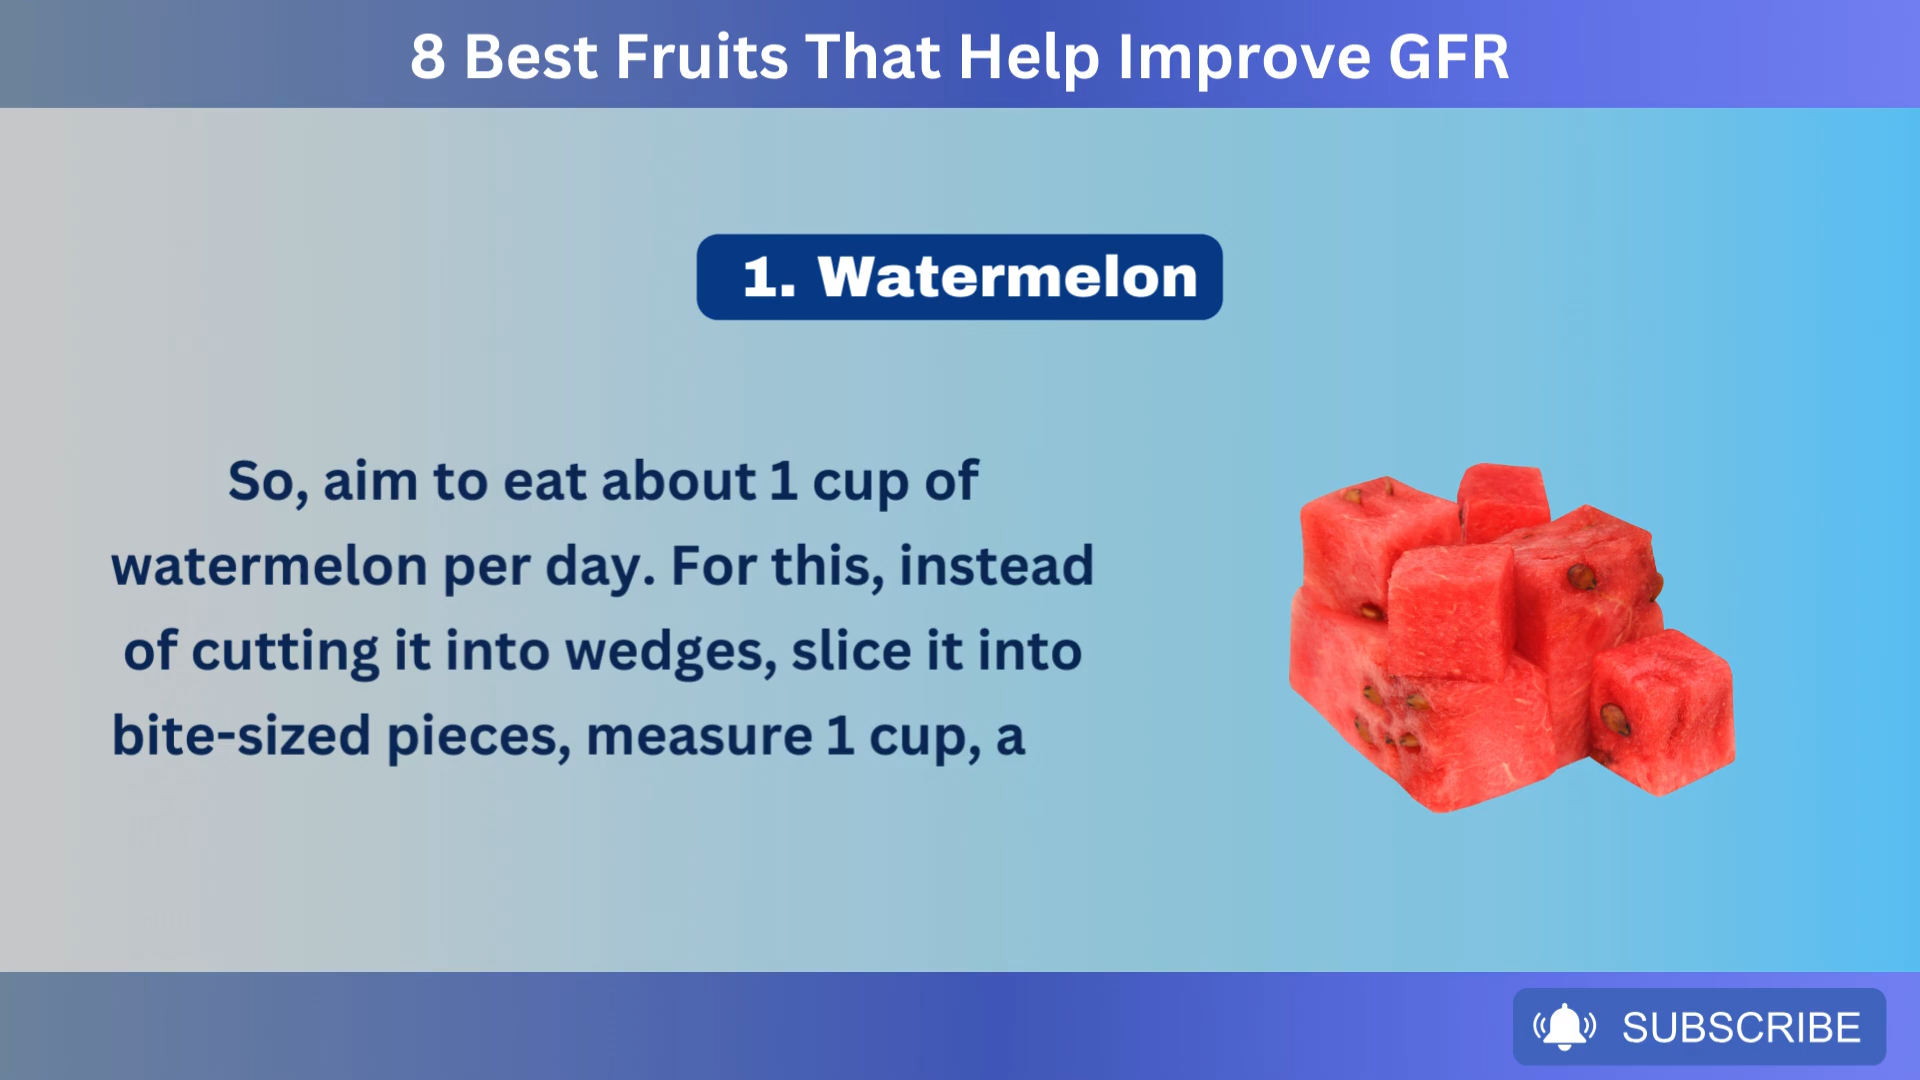 8 Best Fruits That Help Improve GFR
1. Watermelon
So, aim to eat about 1 cup of
watermelon per day. For this, instead
of cutting it into wedges, slice it into
bite-sized pieces, measure 1 cup, a
SUBSCRIBE